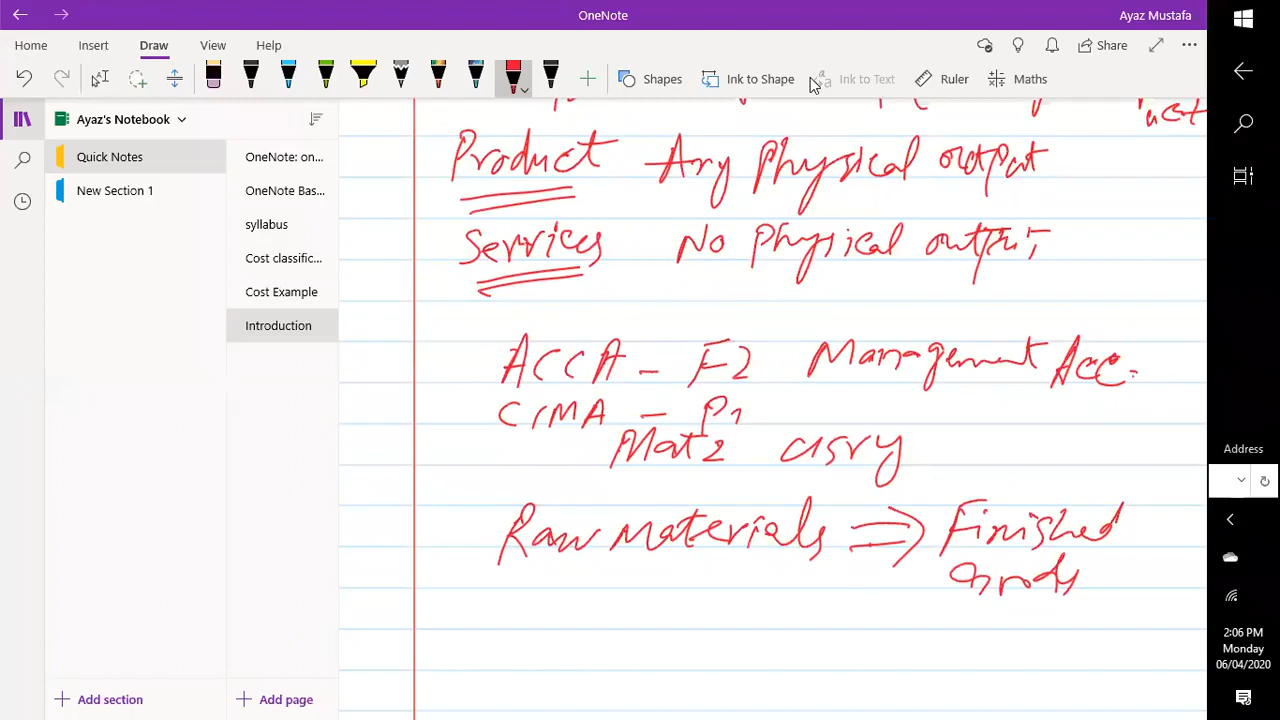 OneNote
Ayaz Mustafa
Home Insert Draw View Help
Share
Shapes Ink to Shape Ink to Text Ruler Maths
Ayaz's Notebook
Quick Notes
New Section 1
OneNote: on...
OneNote Bas...
syllabus
Cost classific...
Cost Example
Introduction
Product Any Physical output
Services No Physical output
ACCA - F2 Management Acc.
CIMA - P1
Raw materials ⇒ Finished
Goods
Add section
Add page
Address
2:06 PM
Monday
06/04/2020